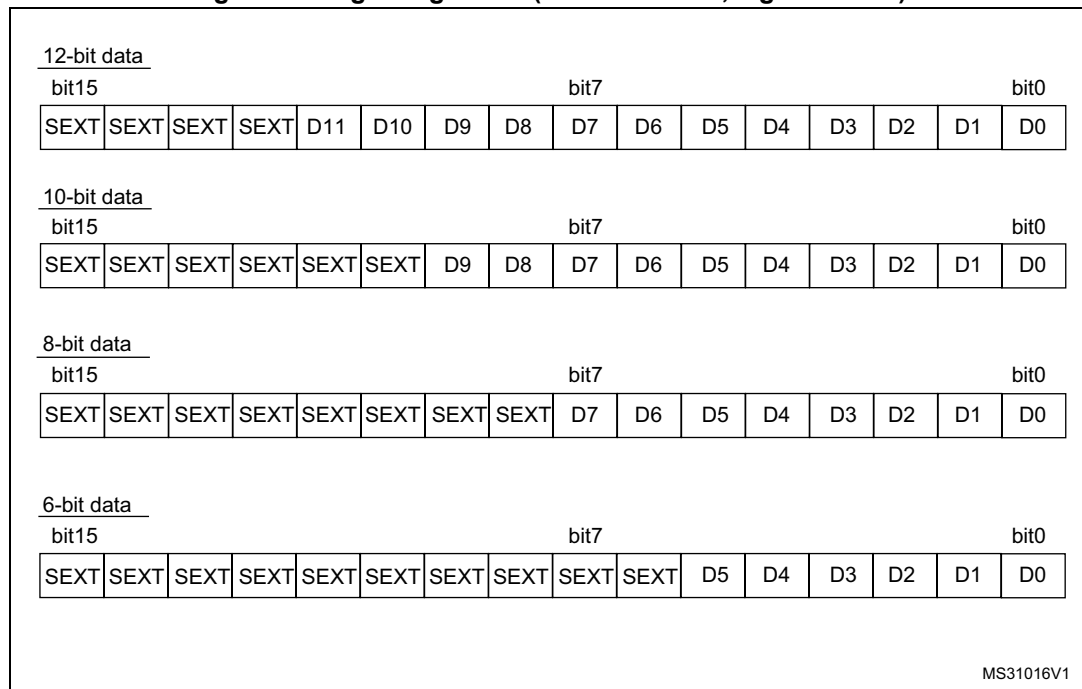 12-bit data
bit15 bit7 bit0
SEXT SEXT SEXT SEXT D11 D10 D9 D8 D7 D6 D5 D4 D3 D2 D1 D0
10-bit data
bit15 bit7 bit0
SEXT SEXT SEXT SEXT SEXT SEXT D9 D8 D7 D6 D5 D4 D3 D2 D1 D0
8-bit data
bit15 bit7 bit0
SEXT SEXT SEXT SEXT SEXT SEXT SEXT SEXT D7 D6 D5 D4 D3 D2 D1 D0
6-bit data
bit15 bit7 bit0
SEXT SEXT SEXT SEXT SEXT SEXT SEXT SEXT SEXT SEXT D5 D4 D3 D2 D1 D0
MS31016V1